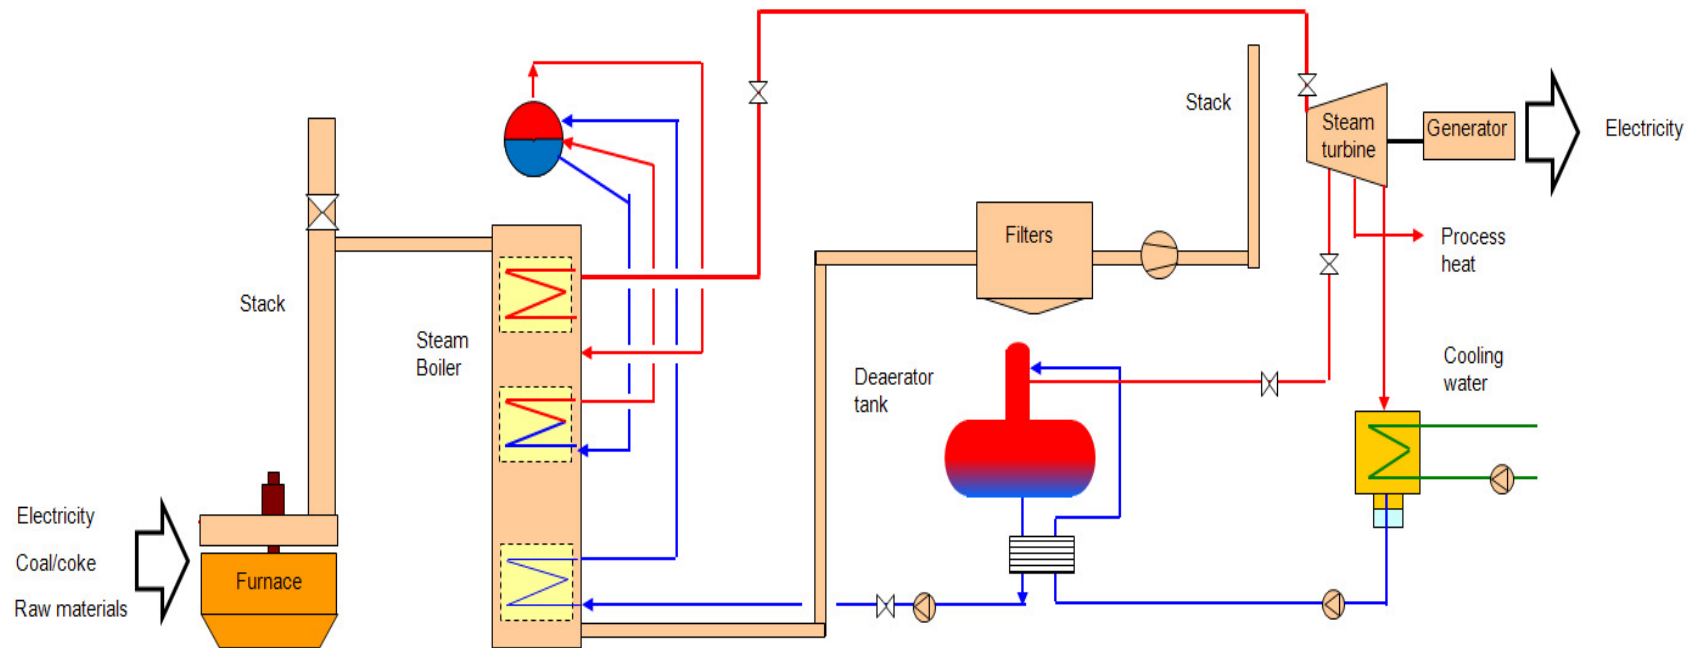 Stack
Steam
turbine
Generator
Electricity
Filters
Process
heat
Stack
Steam
Boiler
Deaerator
tank
Cooling
water
Electricity
Coal/coke
Raw materials
Furnace